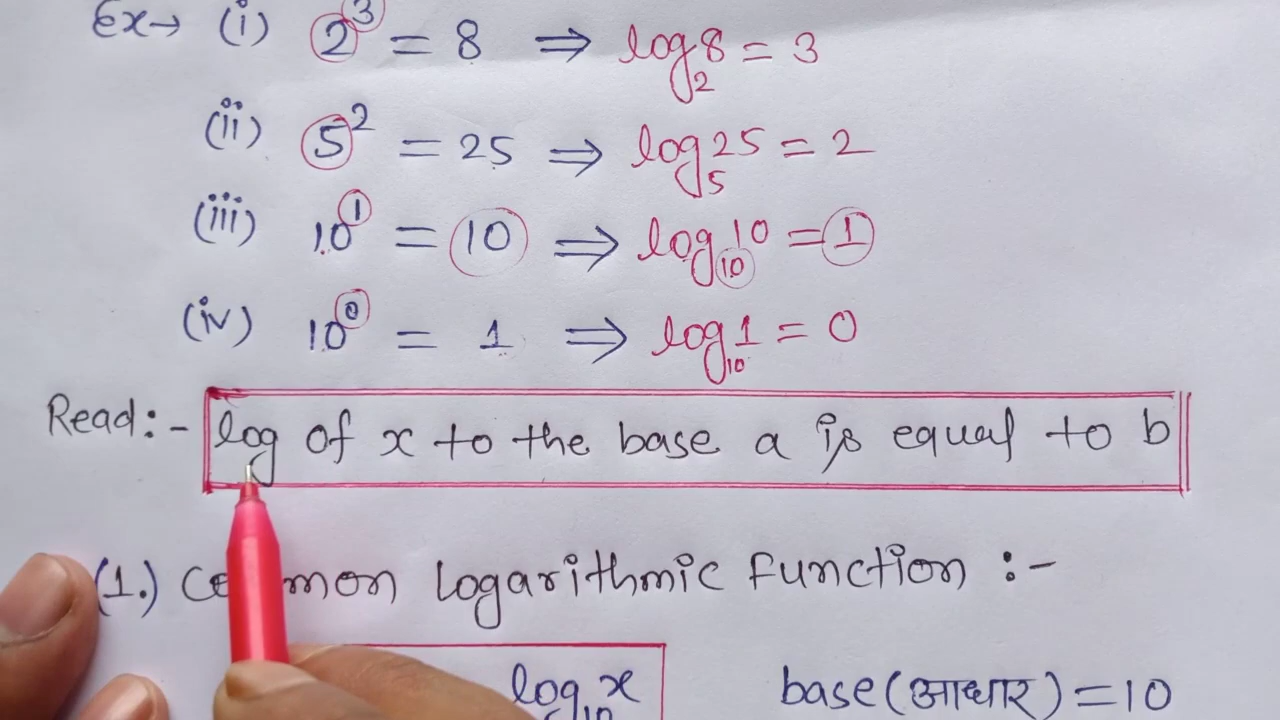 Ex→ (i) 2³ = 8 ⇒ log₂8 = 3
(ii) 5² = 25 ⇒ log₅25 = 2
(iii) 10¹ = 10 ⇒ log₁₀10 = 1
(iv) 10⁰ = 1 ⇒ log₁₀1 = 0
Read:- log of x to the base a is equal to b
(1.) Logarithmic Function :-
log₁₀x base(आधार)=10